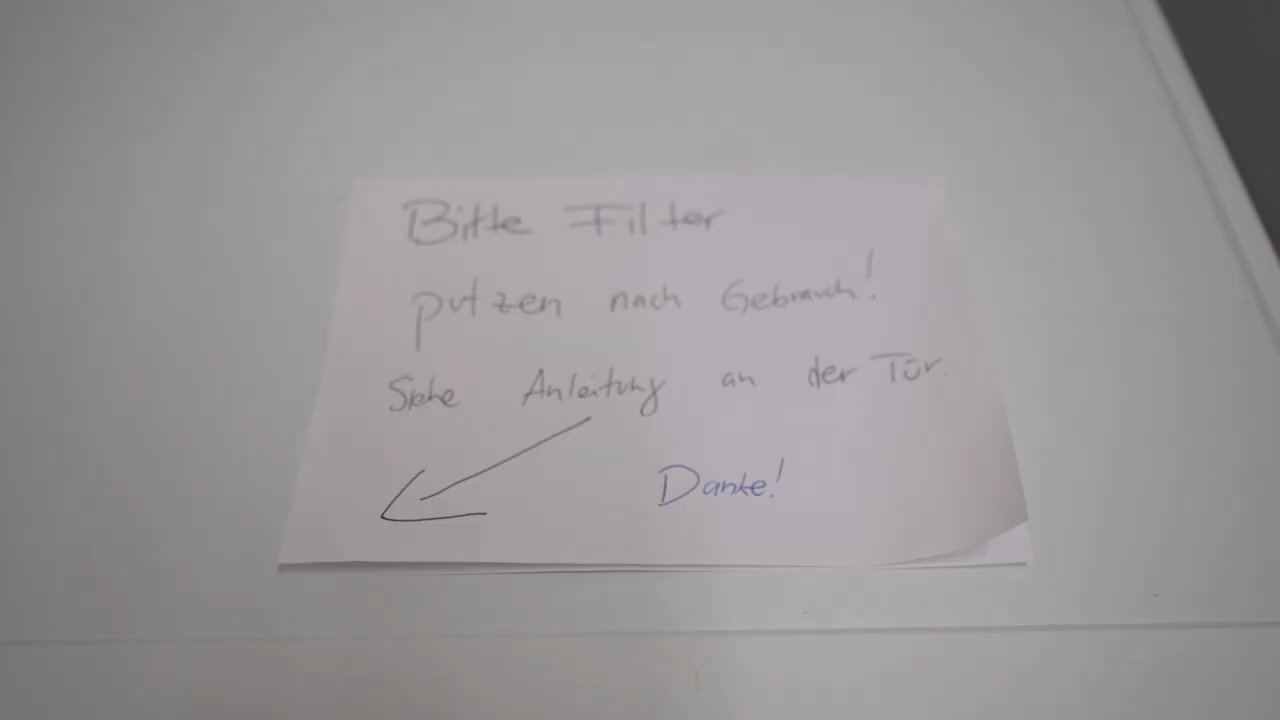 Bitte Filter
putzen nach Gebrauch!
Siehe Anleitung an der Tür.
Danke!